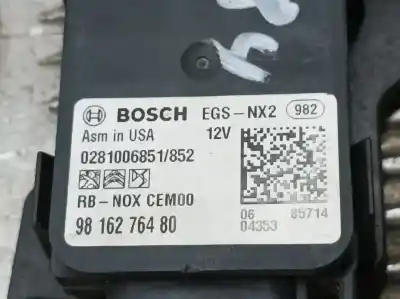 BOSCH EGS-NX2 982
Asm in USA 12V
0281006851/852
RB-NOX CEM00
98 162 764 80
06 85714
04353